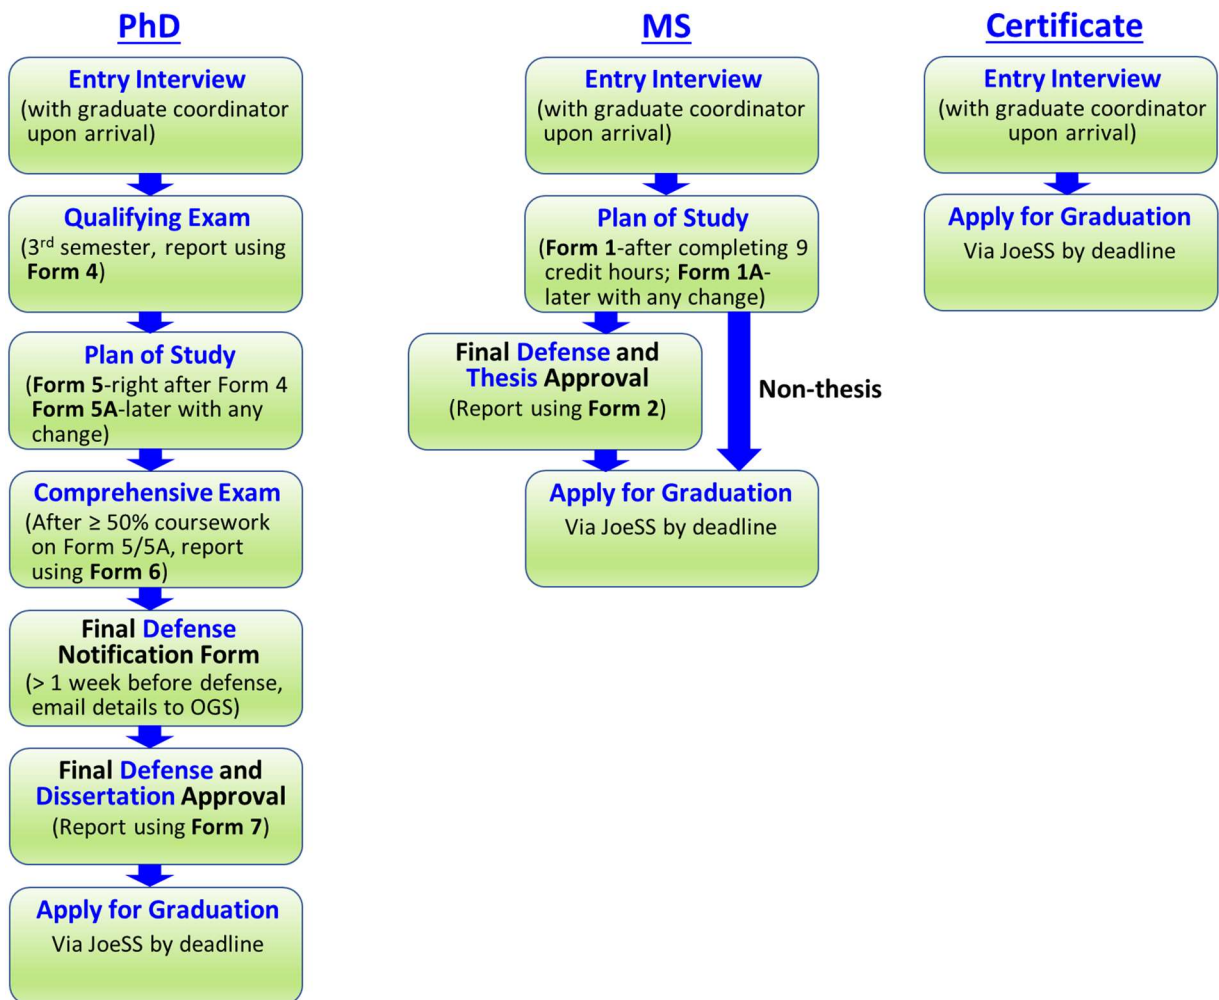 PhD
Entry Interview
(with graduate coordinator
upon arrival)
Qualifying Exam
(3rd semester, report using
Form 4)
Plan of Study
(Form 5-right after Form 4
Form 5A-later with any
change)
Comprehensive Exam
(After ≥ 50% coursework
on Form 5/5A, report
using Form 6)
Final Defense
Notification Form
(> 1 week before defense,
email details to OGS)
Final Defense and
Dissertation Approval
(Report using Form 7)
Apply for Graduation
Via JoeSS by deadline
MS
Entry Interview
(with graduate coordinator
upon arrival)
Plan of Study
(Form 1-after completing 9
credit hours; Form 1A-
later with any change)
Final Defense and
Thesis Approval
(Report using Form 2)
Non-thesis
Apply for Graduation
Via JoeSS by deadline
Certificate
Entry Interview
(with graduate coordinator
upon arrival)
Apply for Graduation
Via JoeSS by deadline